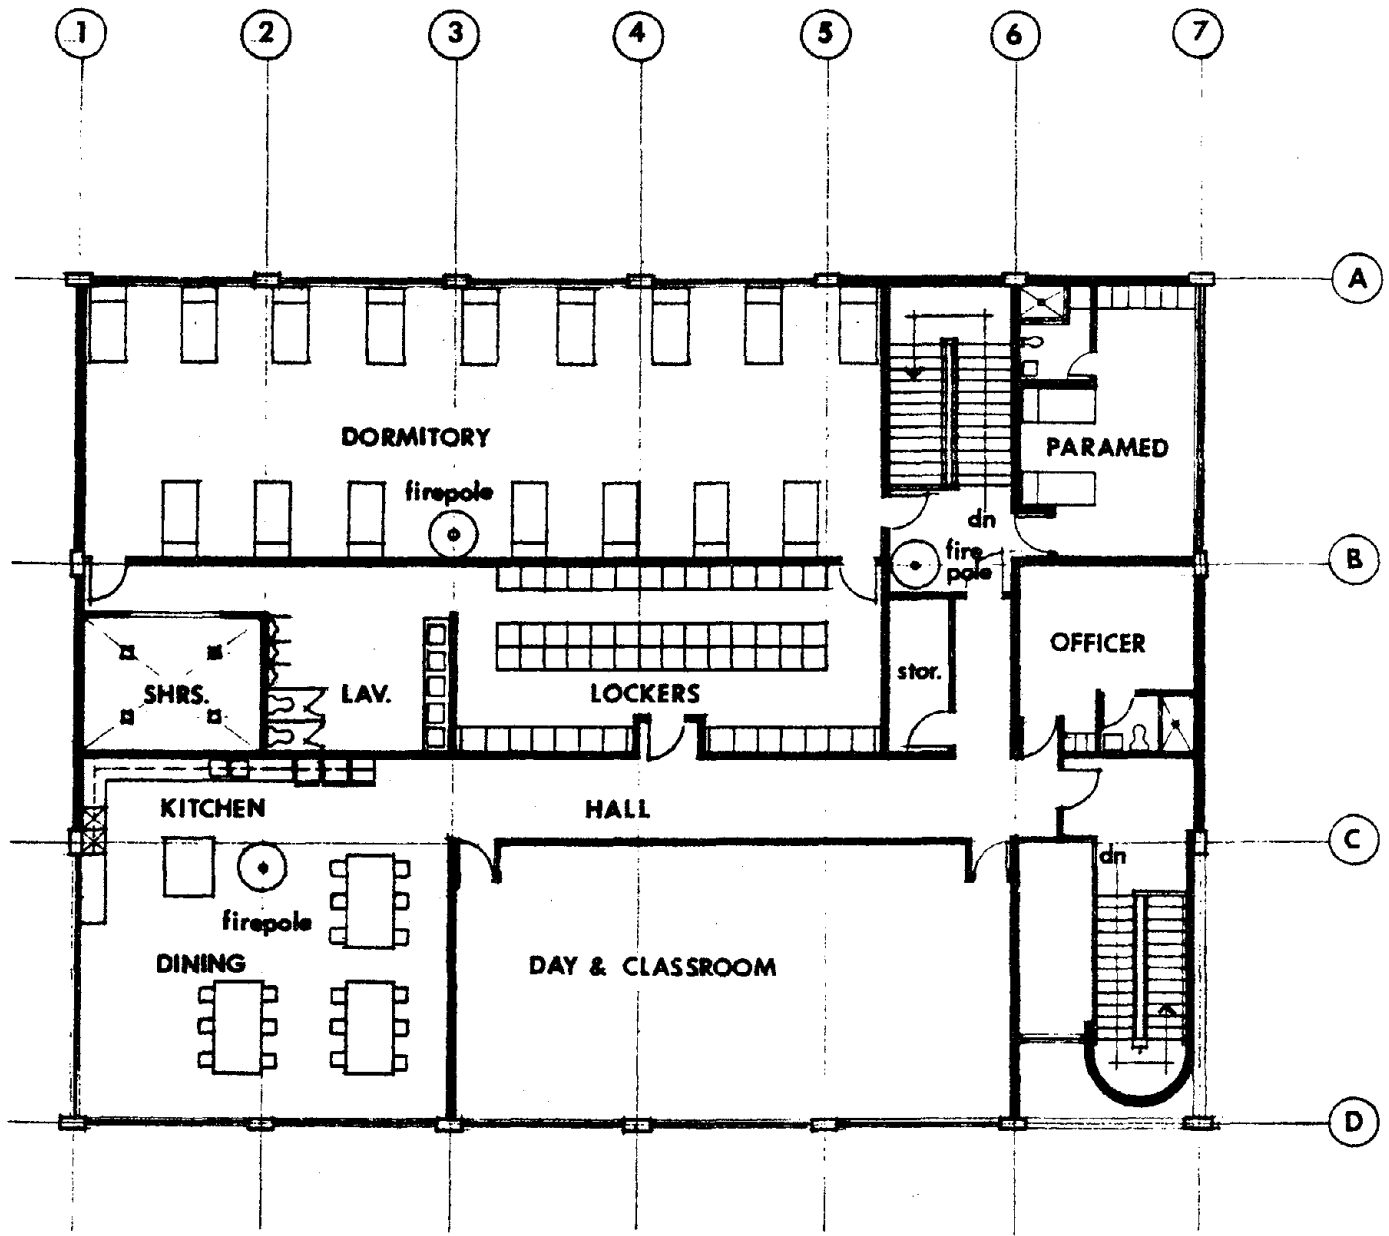 1 2 3 4 5 6 7
A
DORMITORY
PARAMED
firepole
dn
fire
pole
B
OFFICER
stor.
SHRS. LAV. LOCKERS
KITCHEN HALL
C
dn
firepole
DINING DAY & CLASSROOM
D